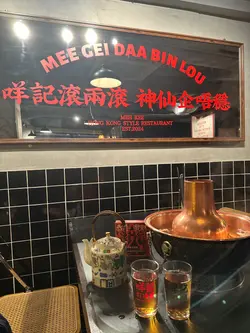 MEE GEI DAA BIN LOU
咩記滾兩滾 神仙企唔穩
MEE KEE
HONG KONG STYLE RESTAURANT
EST.2014